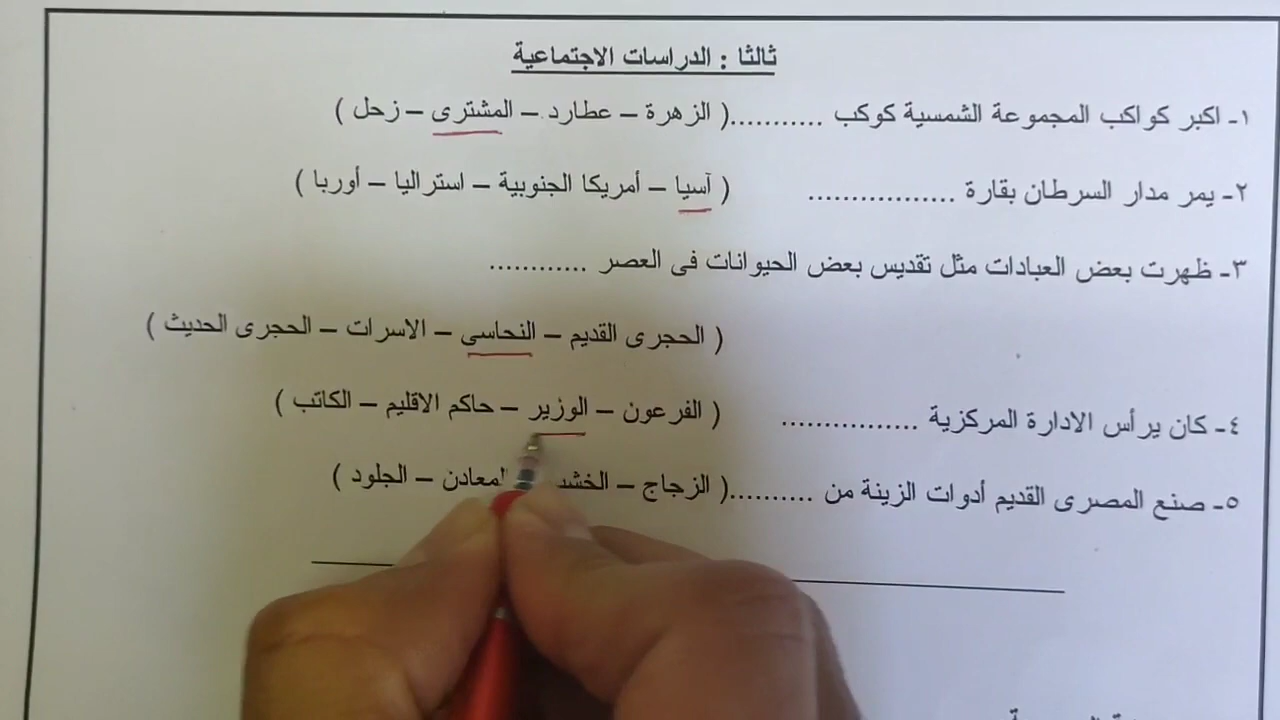 ثالثا : الدراسات الاجتماعية
١- اكبر كواكب المجموعة الشمسية كوكب ...........( الزهرة – عطارد – المشترى – زحل )
٢- يمر مدار السرطان بقارة ................. ( آسيا – أمريكا الجنوبية – استراليا – أوربا )
٣- ظهرت بعض العبادات مثل تقديس بعض الحيوانات فى العصر ............
( الحجرى القديم – النحاسى – الاسرات – الحجرى الحديث )
٤- كان يرأس الادارة المركزية ................ ( الفرعون – الوزير – حاكم الاقليم – الكاتب )
٥- صنع المصرى القديم أدوات الزينة من ..........( الزجاج – المعادن – الجلود )